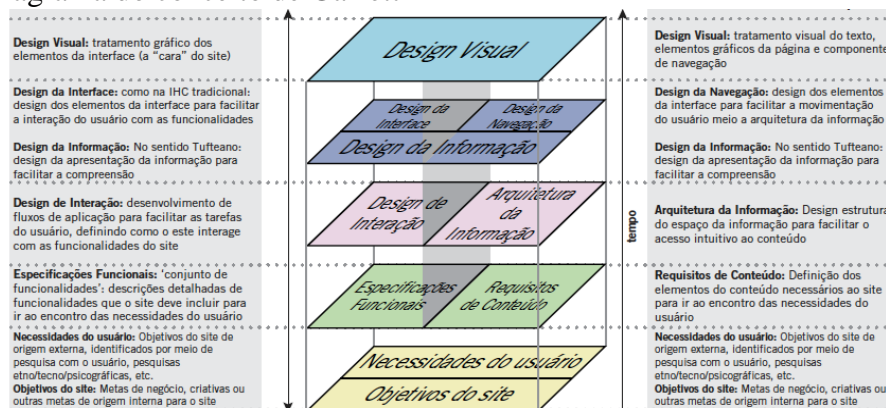 Design Visual: tratamento gráfico dos
elementos da interface (a “cara” do site)
Design da Interface: como na IHC tradicional:
design dos elementos da interface para facilitar
a interação do usuário com as funcionalidades
Design da Informação: No sentido Tufteano:
design da apresentação da informação para
facilitar a compreensão
Design de Interação: desenvolvimento de
fluxos de aplicação para facilitar as tarefas
do usuário, definindo como o este interage
com as funcionalidades do site
Especificações Funcionais: ‘conjunto de
funcionalidades’: descrições detalhadas de
funcionalidades que o site deve incluir para
ir ao encontro das necessidades do usuário
Necessidades do usuário: Objetivos do site de
origem externa, identificados por meio de
pesquisa com o usuário, pesquisas
etno/tecno/psicográficas, etc.
Objetivos do site: Metas de negócio, criativas ou
outras metas de origem interna para o site
Design Visual
Design da
Interface
Design da
Navegação
Design da Informação
Design de
Interação
Arquitetura
da
Informação
Especificações
Funcionais
Requisitos
de Conteúdo
Necessidades do usuário
Objetivos do site
tempo
Design Visual: tratamento visual do texto,
elementos gráficos da página e componente
de navegação
Design da Navegação: design dos elementos
da interface para facilitar a movimentação
do usuário meio a arquitetura da informação
Design da Informação: No sentido Tufteano:
design da apresentação da informação para
facilitar a compreensão
Arquitetura da Informação: Design estrutura
do espaço da informação para facilitar o
acesso intuitivo ao conteúdo
Requisitos de Conteúdo: Definição dos
elementos do conteúdo necessários ao site
para ir ao encontro das necessidades do
usuário
Necessidades do usuário: Objetivos do site de
origem externa, identificados por meio de
pesquisa com o usuário, pesquisas
etno/tecno/psicográficas, etc.
Objetivos do site: Metas de negócio, criativas ou
outras metas de origem interna para o site